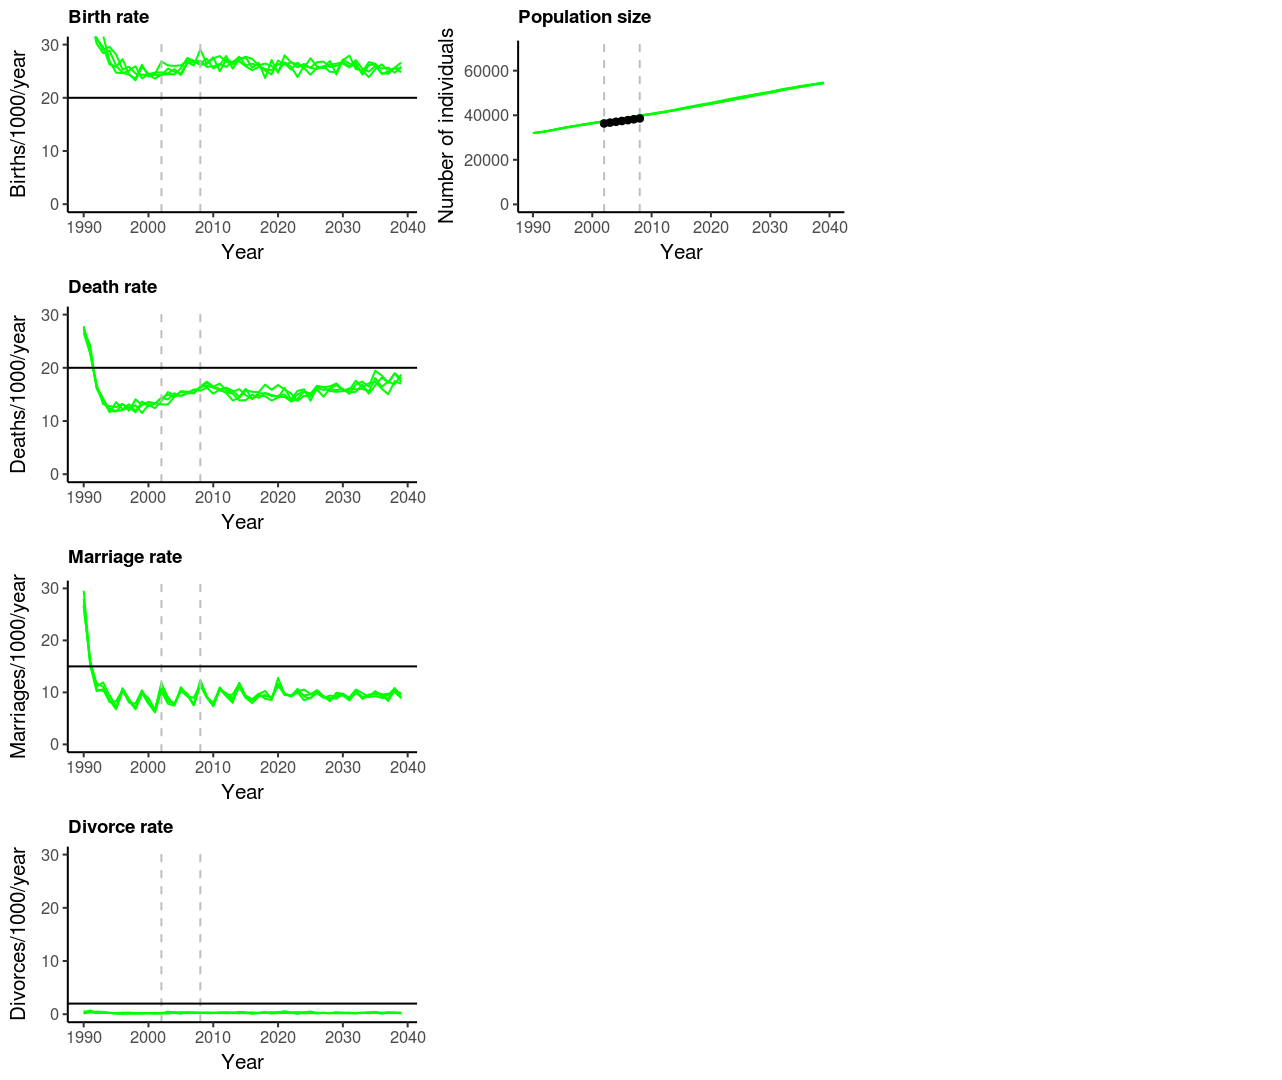 Birth rate
Births/1000/year
30
20
10
0
1990 2000 2010 2020 2030 2040
Year
Population size
Number of individuals
60000
40000
20000
0
1990 2000 2010 2020 2030 2040
Year
Death rate
Deaths/1000/year
30
20
10
0
1990 2000 2010 2020 2030 2040
Year
Marriage rate
Marriages/1000/year
30
20
10
0
1990 2000 2010 2020 2030 2040
Year
Divorce rate
Divorces/1000/year
30
20
10
0
1990 2000 2010 2020 2030 2040
Year